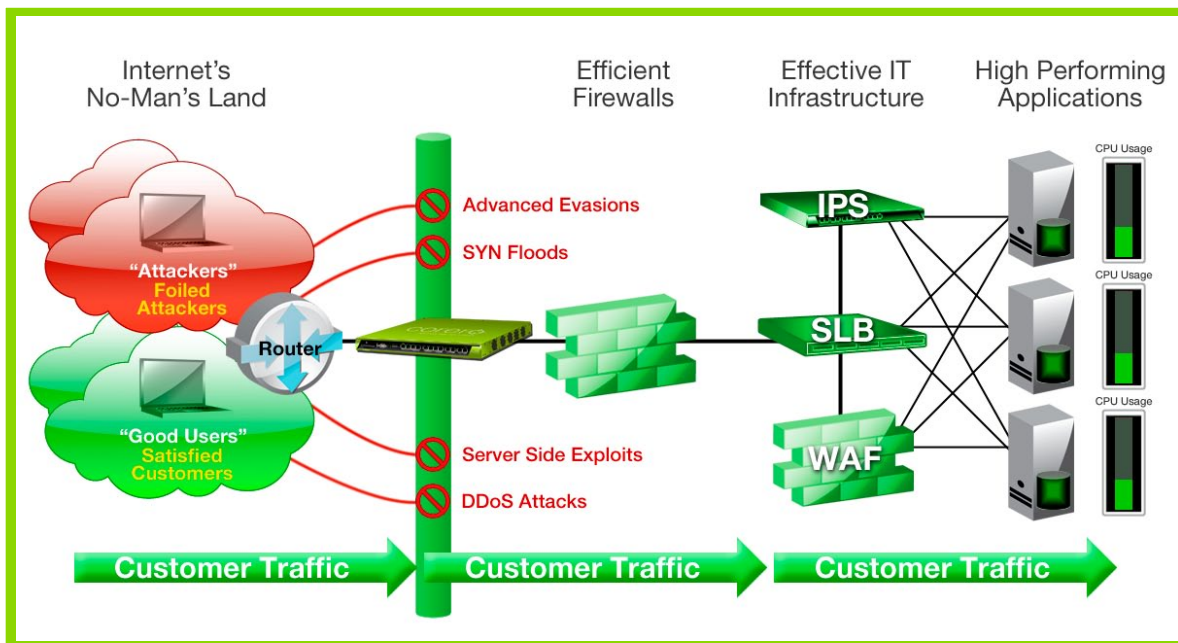 Internet's
No-Man's Land
Efficient
Firewalls
Effective IT
Infrastructure
High Performing
Applications
CPU Usage
Advanced Evasions
SYN Floods
IPS
"Attackers"
Foiled
Attackers
CPU Usage
Router
corero
SLB
"Good Users"
Satisfied
Customers
CPU Usage
Server Side Exploits
WAF
DDoS Attacks
Customer Traffic
Customer Traffic
Customer Traffic